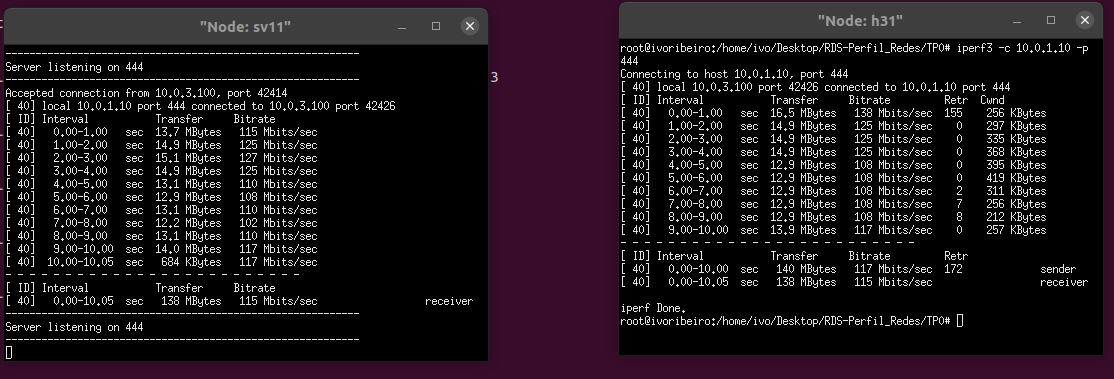 "Node: sv11"
-----------------------------------------------------------
Server listening on 444
-----------------------------------------------------------
Accepted connection from 10.0.3.100, port 42414
[ 40] local 10.0.1.10 port 444 connected to 10.0.3.100 port 42426
[ ID] Interval Transfer Bitrate
[ 40] 0.00-1.00 sec 13.7 MBytes 115 Mbits/sec
[ 40] 1.00-2.00 sec 14.9 MBytes 125 Mbits/sec
[ 40] 2.00-3.00 sec 15.1 MBytes 127 Mbits/sec
[ 40] 3.00-4.00 sec 14.9 MBytes 125 Mbits/sec
[ 40] 4.00-5.00 sec 13.1 MBytes 110 Mbits/sec
[ 40] 5.00-6.00 sec 12.9 MBytes 108 Mbits/sec
[ 40] 6.00-7.00 sec 13.1 MBytes 110 Mbits/sec
[ 40] 7.00-8.00 sec 12.2 MBytes 102 Mbits/sec
[ 40] 8.00-9.00 sec 13.1 MBytes 110 Mbits/sec
[ 40] 9.00-10.00 sec 14.0 MBytes 117 Mbits/sec
[ 40] 10.00-10.05 sec 684 KBytes 117 Mbits/sec
- - - - - - - - - - - - - - - - - - - - - - - - -
[ ID] Interval Transfer Bitrate
[ 40] 0.00-10.05 sec 138 MBytes 115 Mbits/sec receiver
-----------------------------------------------------------
Server listening on 444
-----------------------------------------------------------
3
"Node: h31"
root@ivoribeiro:/home/ivo/Desktop/RDS-Perfil_Redes/TP0# iperf3 -c 10.0.1.10 -p
444
Connecting to host 10.0.1.10, port 444
[ 40] local 10.0.3.100 port 42426 connected to 10.0.1.10 port 444
[ ID] Interval Transfer Bitrate Retr Cwnd
[ 40] 0.00-1.00 sec 16.5 MBytes 138 Mbits/sec 155 256 KBytes
[ 40] 1.00-2.00 sec 14.9 MBytes 125 Mbits/sec 0 297 KBytes
[ 40] 2.00-3.00 sec 14.9 MBytes 125 Mbits/sec 0 335 KBytes
[ 40] 3.00-4.00 sec 14.9 MBytes 125 Mbits/sec 0 368 KBytes
[ 40] 4.00-5.00 sec 12.9 MBytes 108 Mbits/sec 0 395 KBytes
[ 40] 5.00-6.00 sec 12.9 MBytes 108 Mbits/sec 0 419 KBytes
[ 40] 6.00-7.00 sec 12.9 MBytes 108 Mbits/sec 2 311 KBytes
[ 40] 7.00-8.00 sec 12.9 MBytes 108 Mbits/sec 7 256 KBytes
[ 40] 8.00-9.00 sec 12.9 MBytes 108 Mbits/sec 8 212 KBytes
[ 40] 9.00-10.00 sec 13.9 MBytes 117 Mbits/sec 0 257 KBytes
- - - - - - - - - - - - - - - - - - - - - - - - -
[ ID] Interval Transfer Bitrate Retr
[ 40] 0.00-10.00 sec 140 MBytes 117 Mbits/sec 172 sender
[ 40] 0.00-10.05 sec 138 MBytes 115 Mbits/sec receiver
iperf Done.
root@ivoribeiro:/home/ivo/Desktop/RDS-Perfil_Redes/TP0#